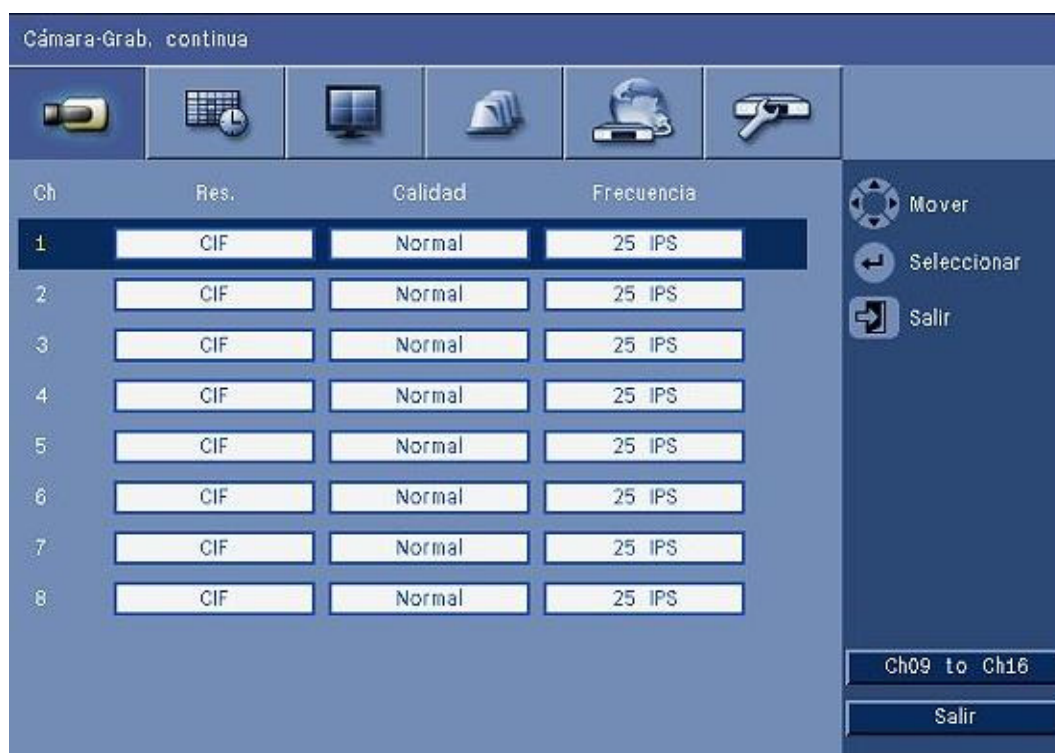 Cámara-Grab. continua
Ch Res. Calidad Frecuencia
1 CIF Normal 25 IPS
2 CIF Normal 25 IPS
3 CIF Normal 25 IPS
4 CIF Normal 25 IPS
5 CIF Normal 25 IPS
6 CIF Normal 25 IPS
7 CIF Normal 25 IPS
8 CIF Normal 25 IPS
Mover
Seleccionar
Salir
Ch09 to Ch16
Salir